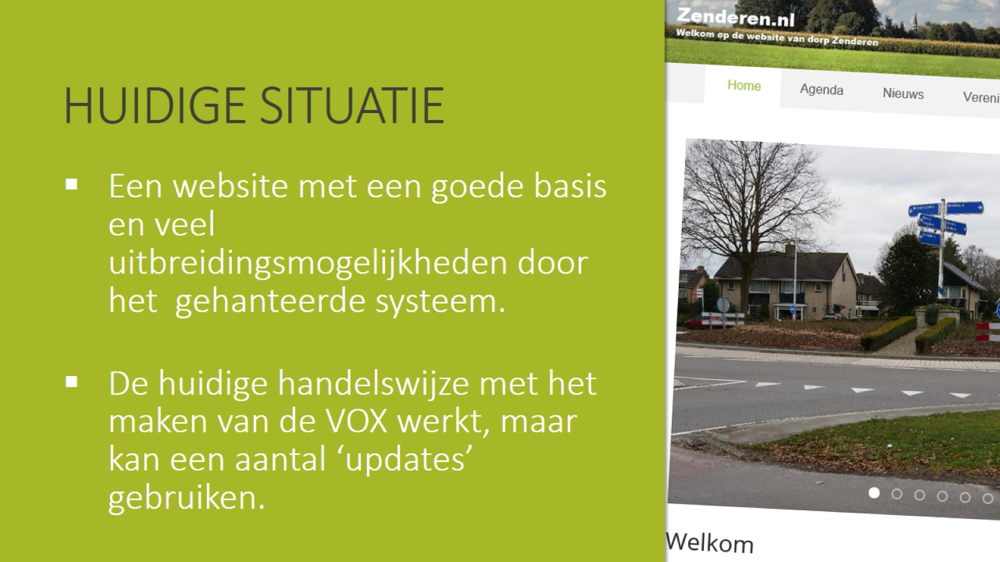 HUIDIGE SITUATIE
▪ Een website met een goede basis
en veel
uitbreidingsmogelijkheden door
het  gehanteerde systeem.
▪ De huidige handelswijze met het
maken van de VOX werkt, maar
kan een aantal ‘updates’
gebruiken.
Zenderen.nl
Welkom op de website van dorp Zenderen
Home Agenda Nieuws Vereni
Welkom